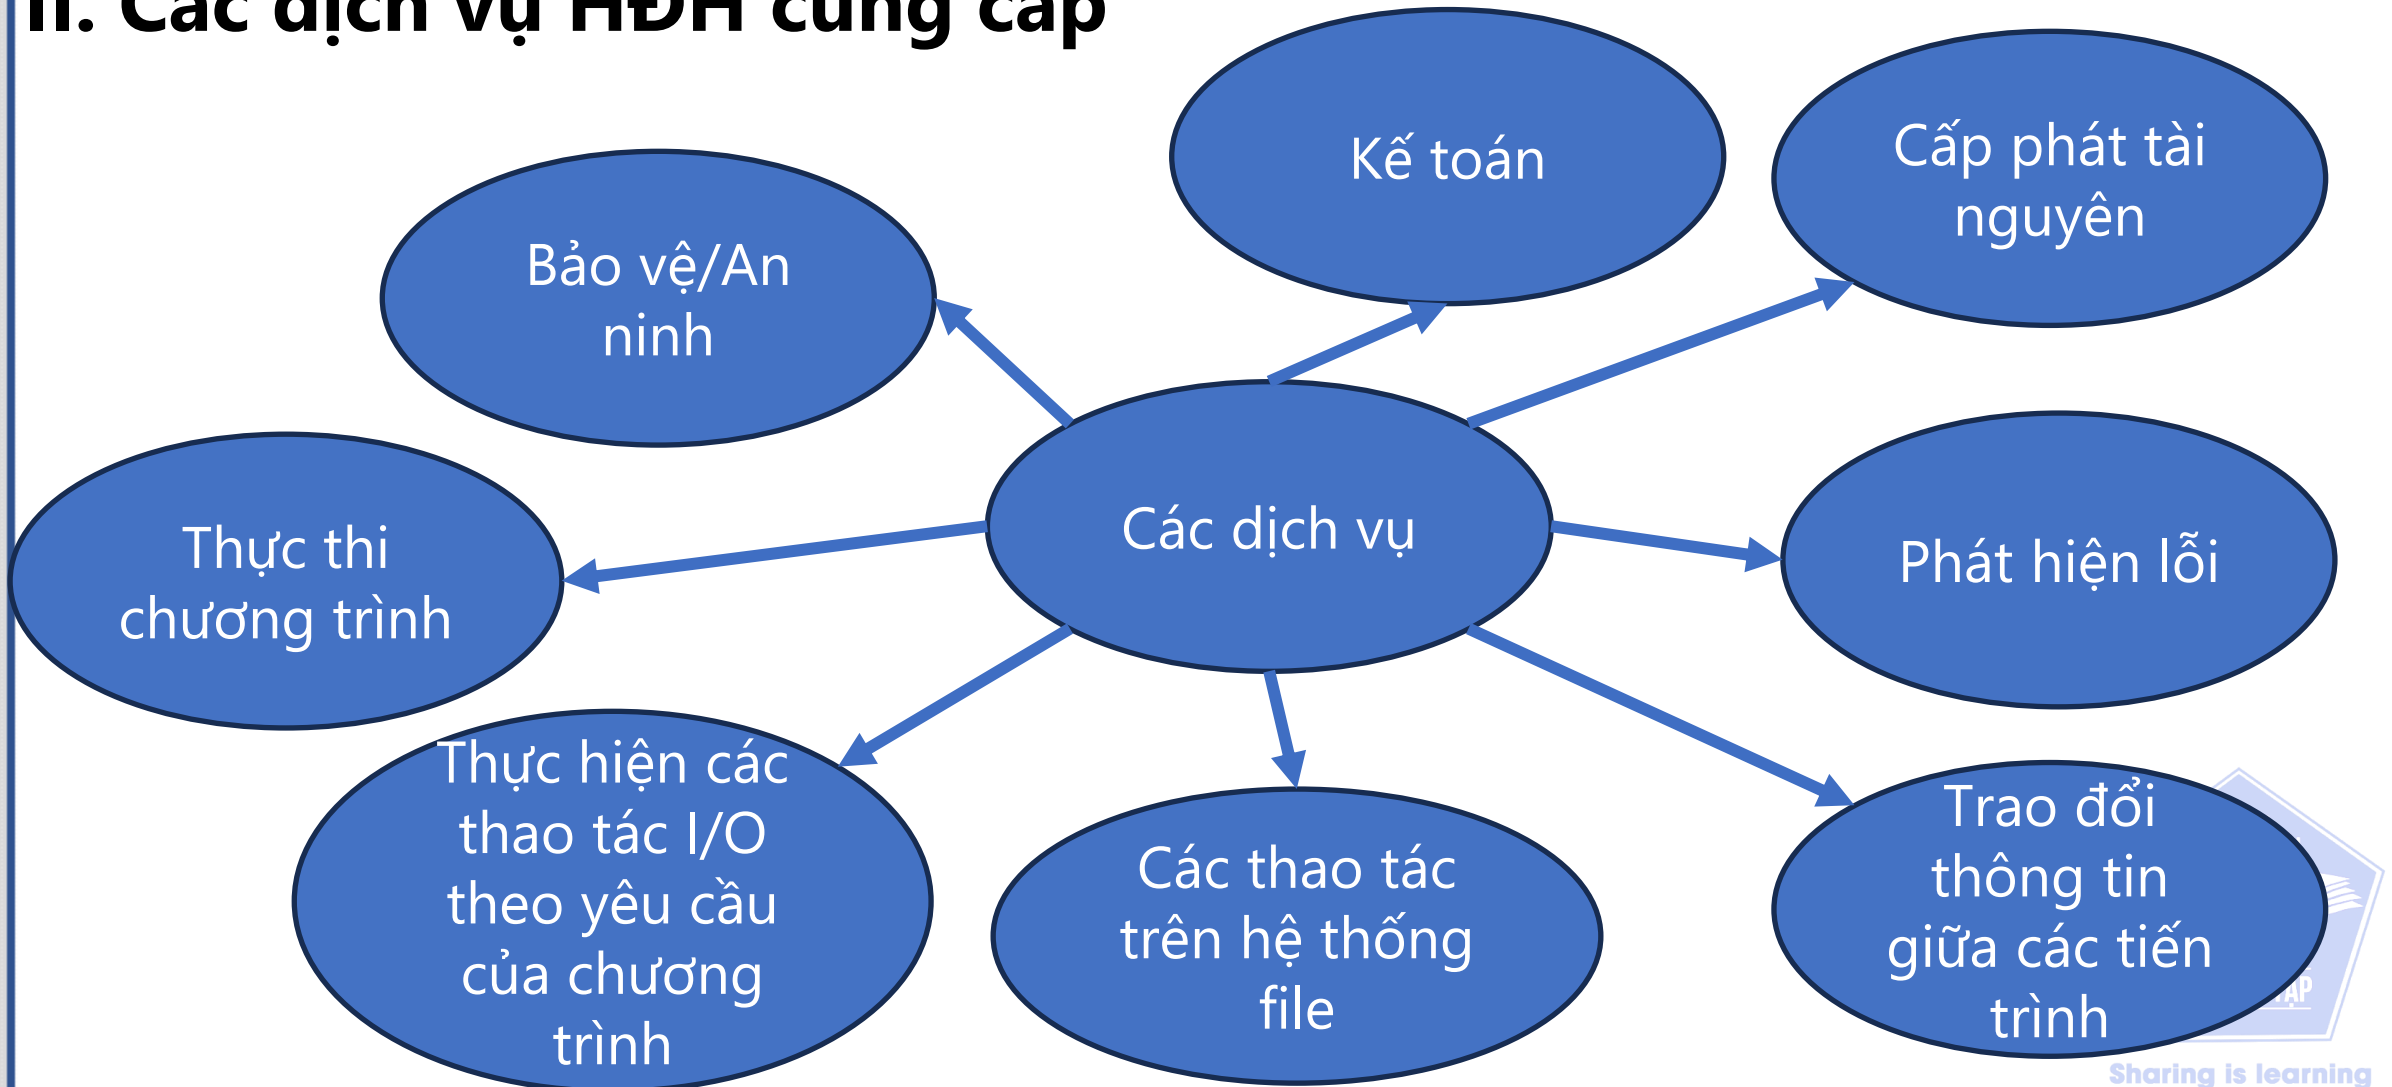 II. Các dịch vụ HĐH cung cấp
Kế toán
Cấp phát tài
nguyên
Bảo vệ/An
ninh
Các dịch vụ
Thực thi
chương trình
Phát hiện lỗi
Thực hiện các
thao tác I/O
theo yêu cầu
của chương
trình
Các thao tác
trên hệ thống
file
Trao đổi
thông tin
giữa các tiến
trình
Sharing is learning